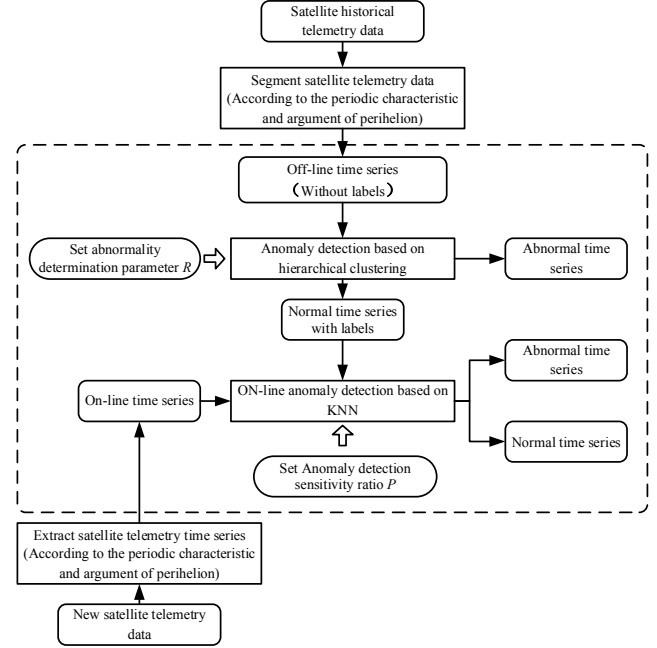 Satellite historical
telemetry data
Segment satellite telemetry data
(According to the periodic characteristic
and argument of perihelion)
Off-line time series
(Without labels)
Set abnormality
determination parameter R
Anomaly detection based on
hierarchical clustering
Abnormal time
series
Normal time series
with labels
Abnormal time
series
On-line time series
ON-line anomaly detection based on
KNN
Normal time series
Set Anomaly detection
sensitivity ratio P
Extract satellite telemetry time series
(According to the periodic characteristic
and argument of perihelion)
New satellite telemetry
data